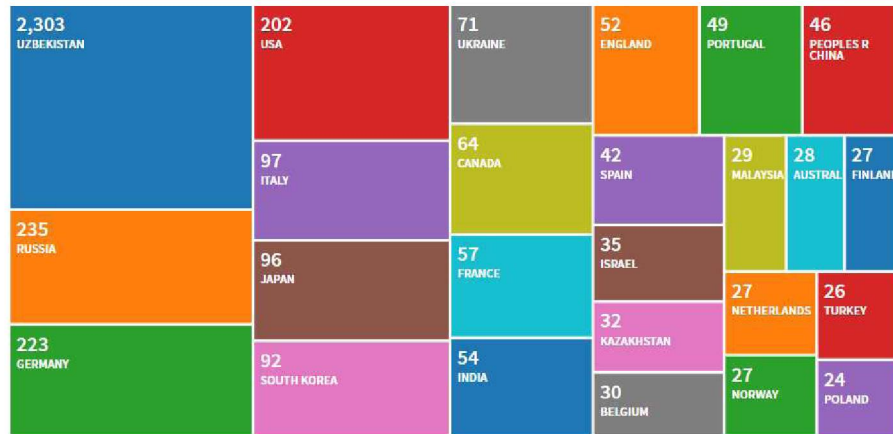 2,303
UZBEKISTAN
235
RUSSIA
223
GERMANY
202
USA
97
ITALY
96
JAPAN
92
SOUTH KOREA
71
UKRAINE
64
CANADA
57
FRANCE
54
INDIA
52
ENGLAND
49
PORTUGAL
46
PEOPLES R
CHINA
42
SPAIN
35
ISRAEL
32
KAZAKHSTAN
30
BELGIUM
29
MALAYSIA
28
AUSTRAL
27
FINLAND
27
NETHERLANDS
27
NORWAY
26
TURKEY
24
POLAND